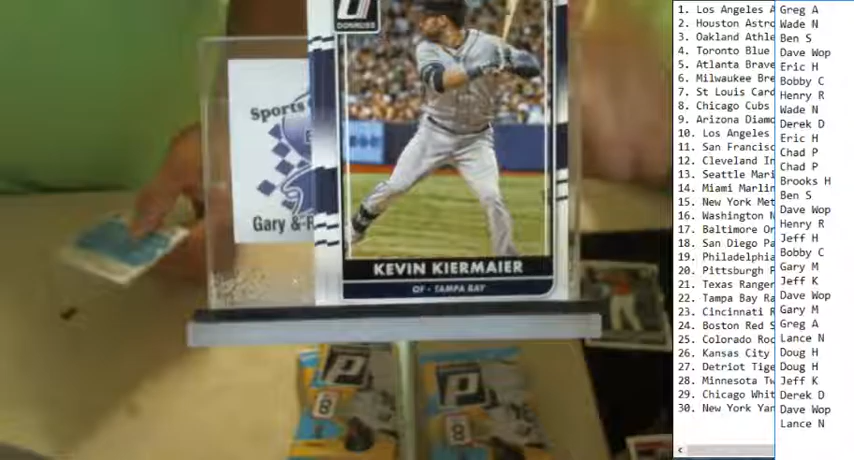 DONRUSS
Sports
Gary &
KEVIN KIERMAIER
OF - TAMPA BAY
8
8
1. Los Angeles A
2. Houston Astro
3. Oakland Athle
4. Toronto Blue
5. Atlanta Brave
6. Milwaukee Bre
7. St Louis Card
8. Chicago Cubs
9. Arizona Diamo
10. Los Angeles
11. San Francisc
12. Cleveland In
13. Seattle Mari
14. Miami Marlin
15. New York Met
16. Washington N
17. Baltimore Or
18. San Diego Pa
19. Philadelphia
20. Pittsburgh P
21. Texas Ranger
22. Tampa Bay Ra
23. Cincinnati R
24. Boston Red S
25. Colorado Roc
26. Kansas City
27. Detriot Tige
28. Minnesota Tw
29. Chicago Whit
30. New York Yan
Greg A
Wade N
Ben S
Dave Wop
Eric H
Bobby C
Henry R
Wade N
Derek D
Eric H
Chad P
Chad P
Brooks H
Ben S
Dave Wop
Henry R
Jeff H
Bobby C
Gary M
Jeff K
Dave Wop
Gary M
Greg A
Lance N
Doug H
Doug H
Jeff K
Derek D
Dave Wop
Lance N